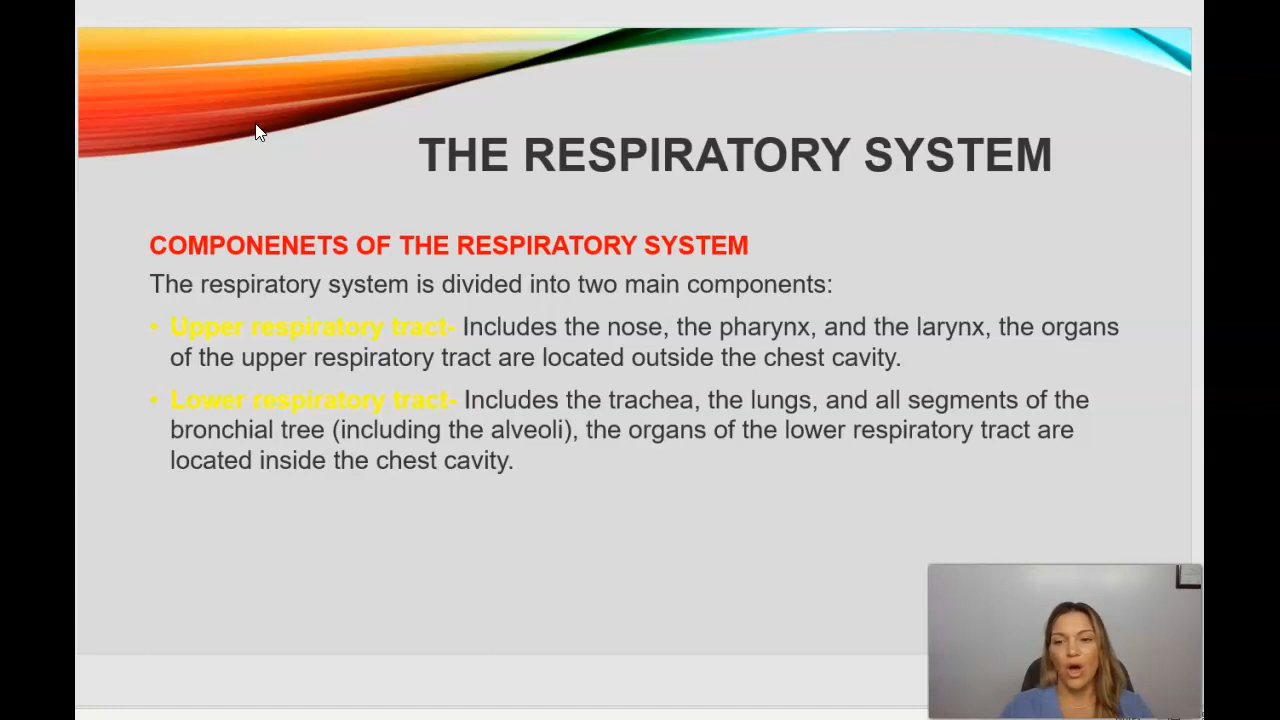 THE RESPIRATORY SYSTEM
COMPONENETS OF THE RESPIRATORY SYSTEM
The respiratory system is divided into two main components:
• Upper respiratory tract- Includes the nose, the pharynx, and the larynx, the organs
of the upper respiratory tract are located outside the chest cavity.
• Lower respiratory tract- Includes the trachea, the lungs, and all segments of the
bronchial tree (including the alveoli), the organs of the lower respiratory tract are
located inside the chest cavity.